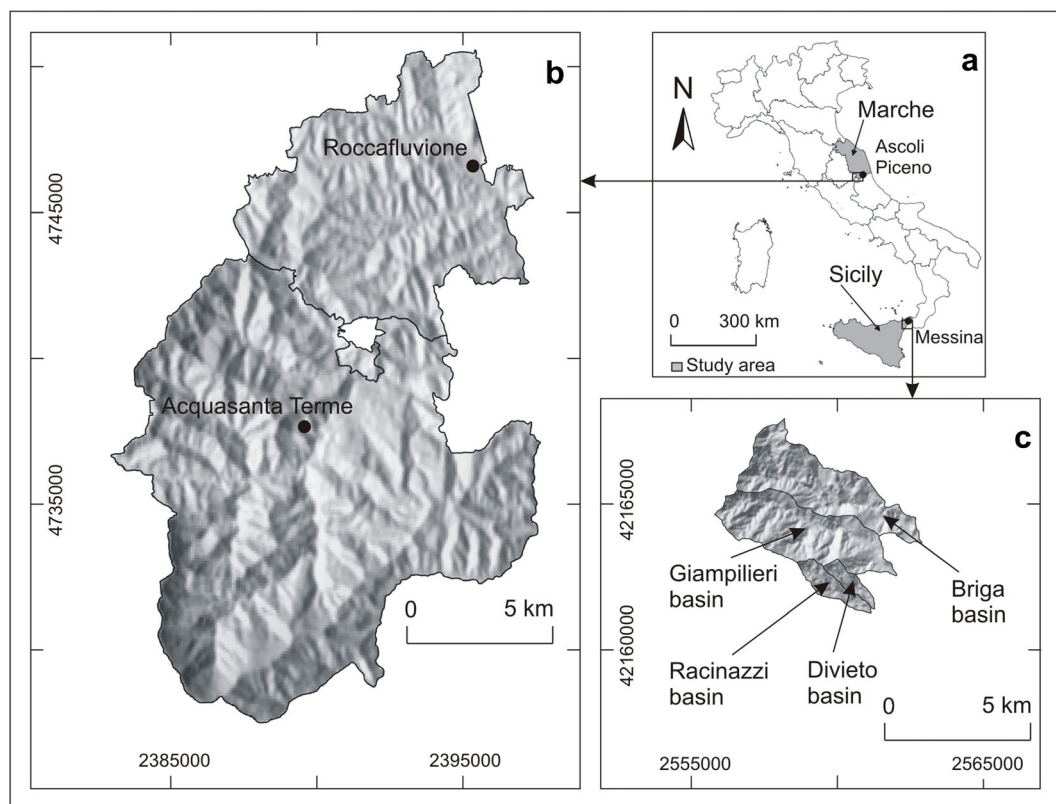 b
Roccafluvione
Acquasanta Terme
4745000
4735000
0 5 km
2385000 2395000
a
N
Marche
Ascoli
Piceno
Sicily
0 300 km
Messina
Study area
c
42165000
42160000
Giampilieri
basin
Briga
basin
Racinazzi
basin
Divieto
basin
0 5 km
2555000 2565000